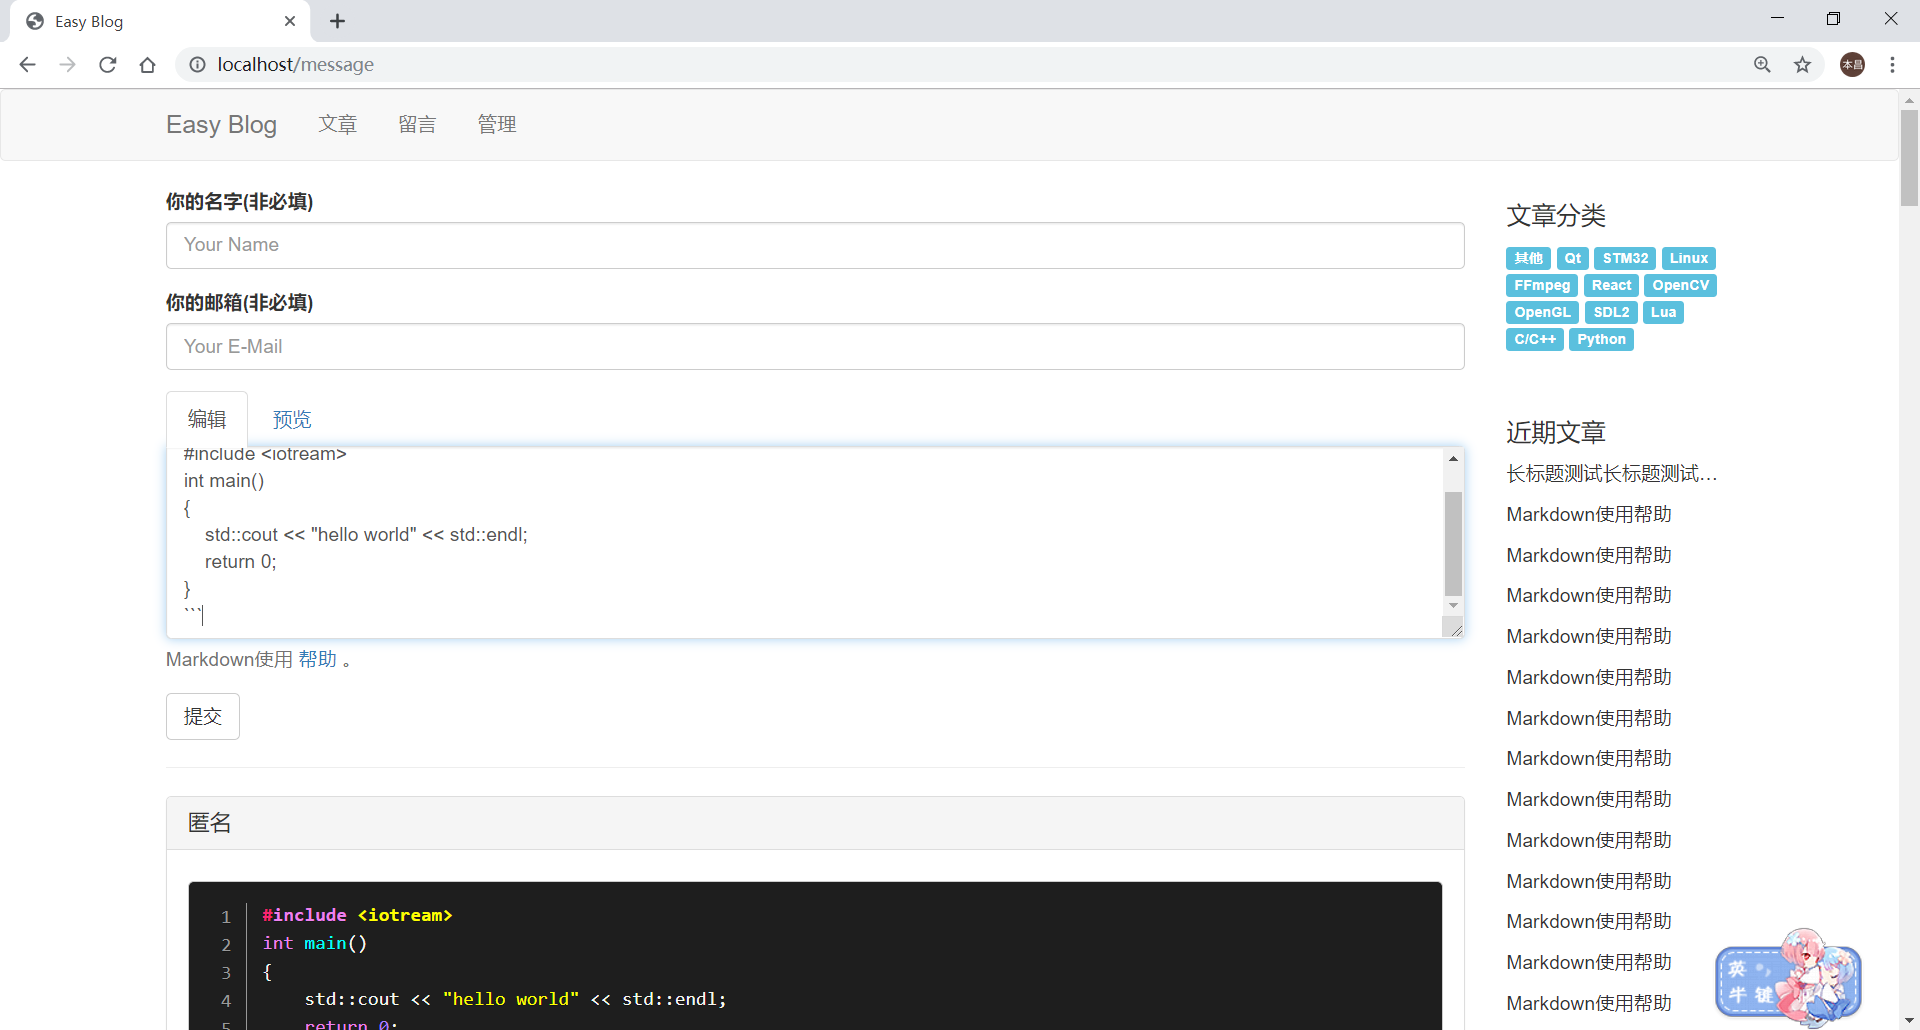 Easy Blog
localhost/message
本昌
Easy Blog 文章 留言 管理
你的名字(非必填)
Your Name
你的邮箱(非必填)
Your E-Mail
编辑 预览
#include <iotream>
int main()
{
    std::cout << "hello world" << std::endl;
    return 0;
}
```
Markdown使用 帮助 。
提交
匿名
1 #include <iotream>
2 int main()
3 {
4     std::cout << "hello world" << std::endl;
5     return 0;
文章分类
其他 Qt STM32 Linux
FFmpeg React OpenCV
OpenGL SDL2 Lua
C/C++ Python
近期文章
长标题测试长标题测试...
Markdown使用帮助
Markdown使用帮助
Markdown使用帮助
Markdown使用帮助
Markdown使用帮助
Markdown使用帮助
Markdown使用帮助
Markdown使用帮助
Markdown使用帮助
Markdown使用帮助
Markdown使用帮助
Markdown使用帮助
Markdown使用帮助
英
半 键